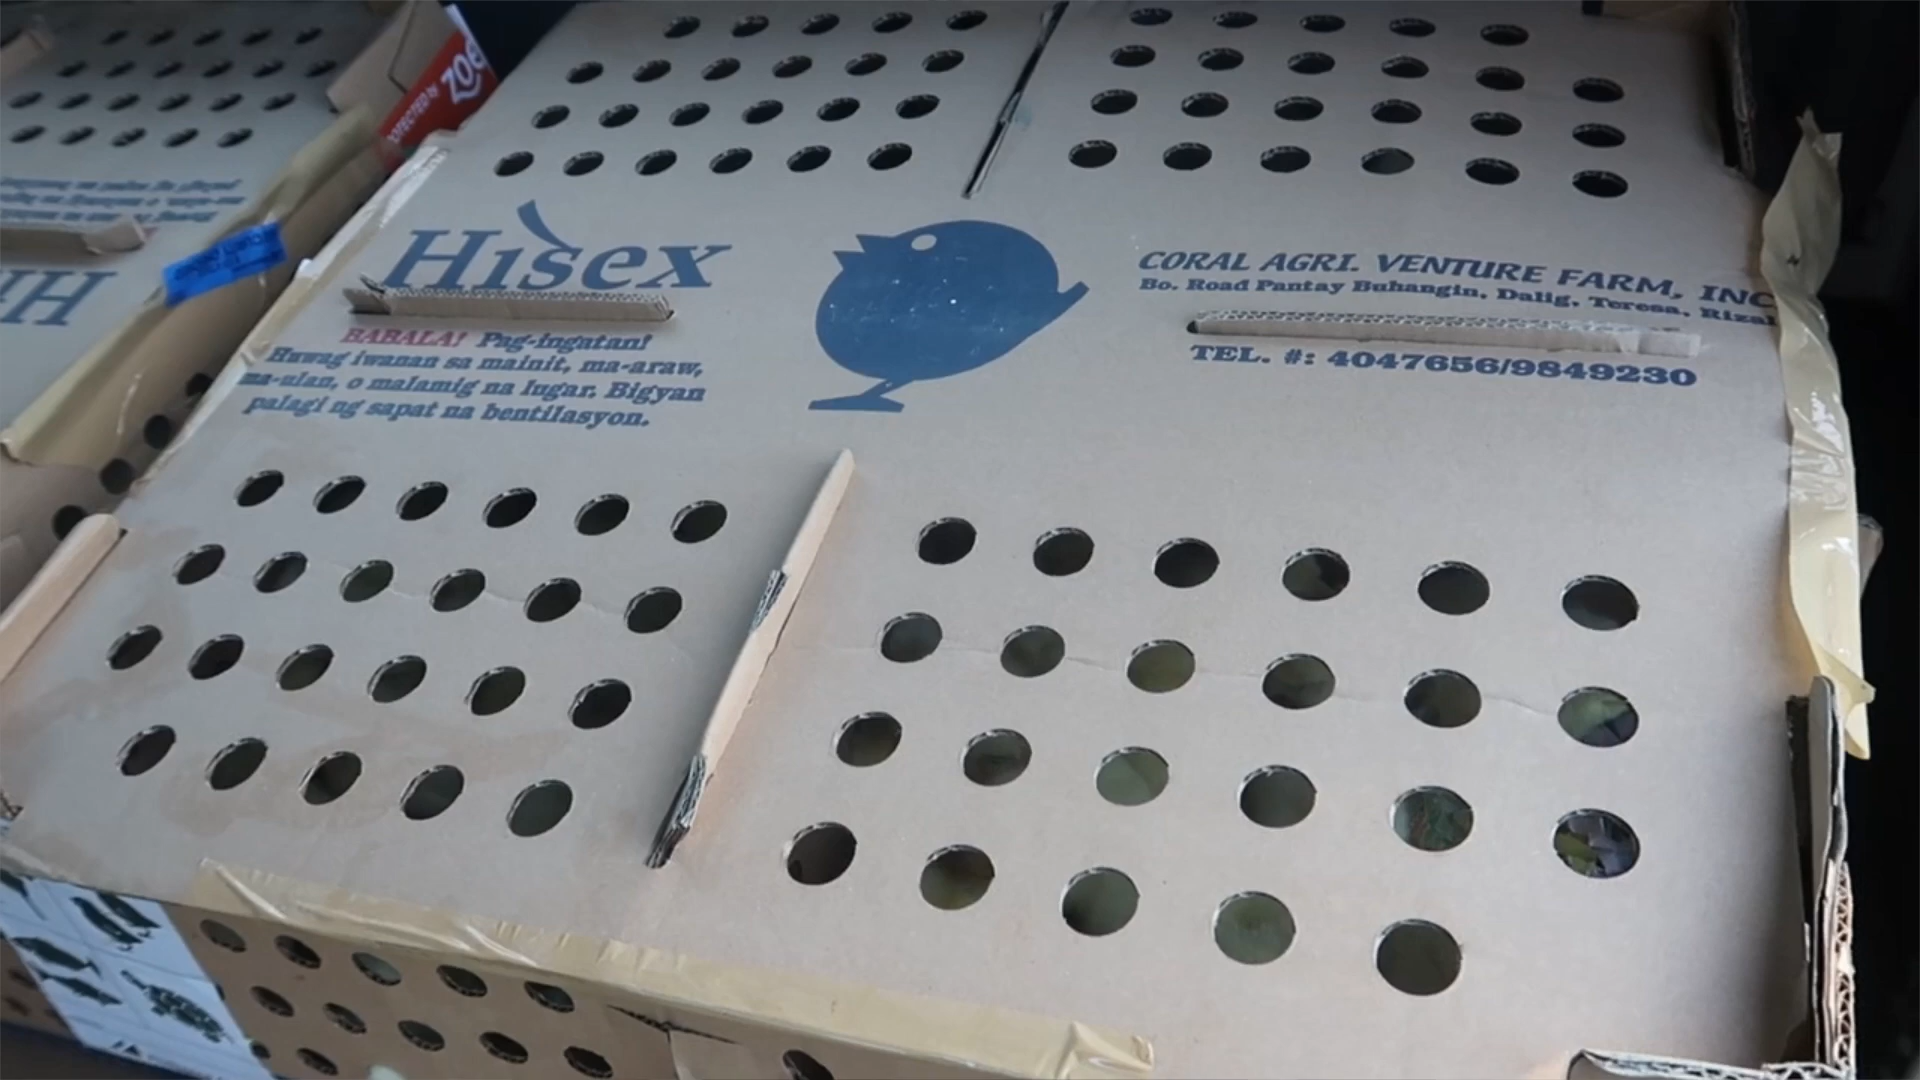 Hisex
BABALA! Pag-ingatan!
Huwag iwanan sa mainit, ma-araw,
ma-ulan, o malamig na lugar. Bigyan
palagi ng sapat na bentilasyon.
CORAL AGRI. VENTURE FARM, INC
Bo. Road Pantay Buhangin, Dalig, Teresa, Rizal
TEL. #: 4047656/9849230